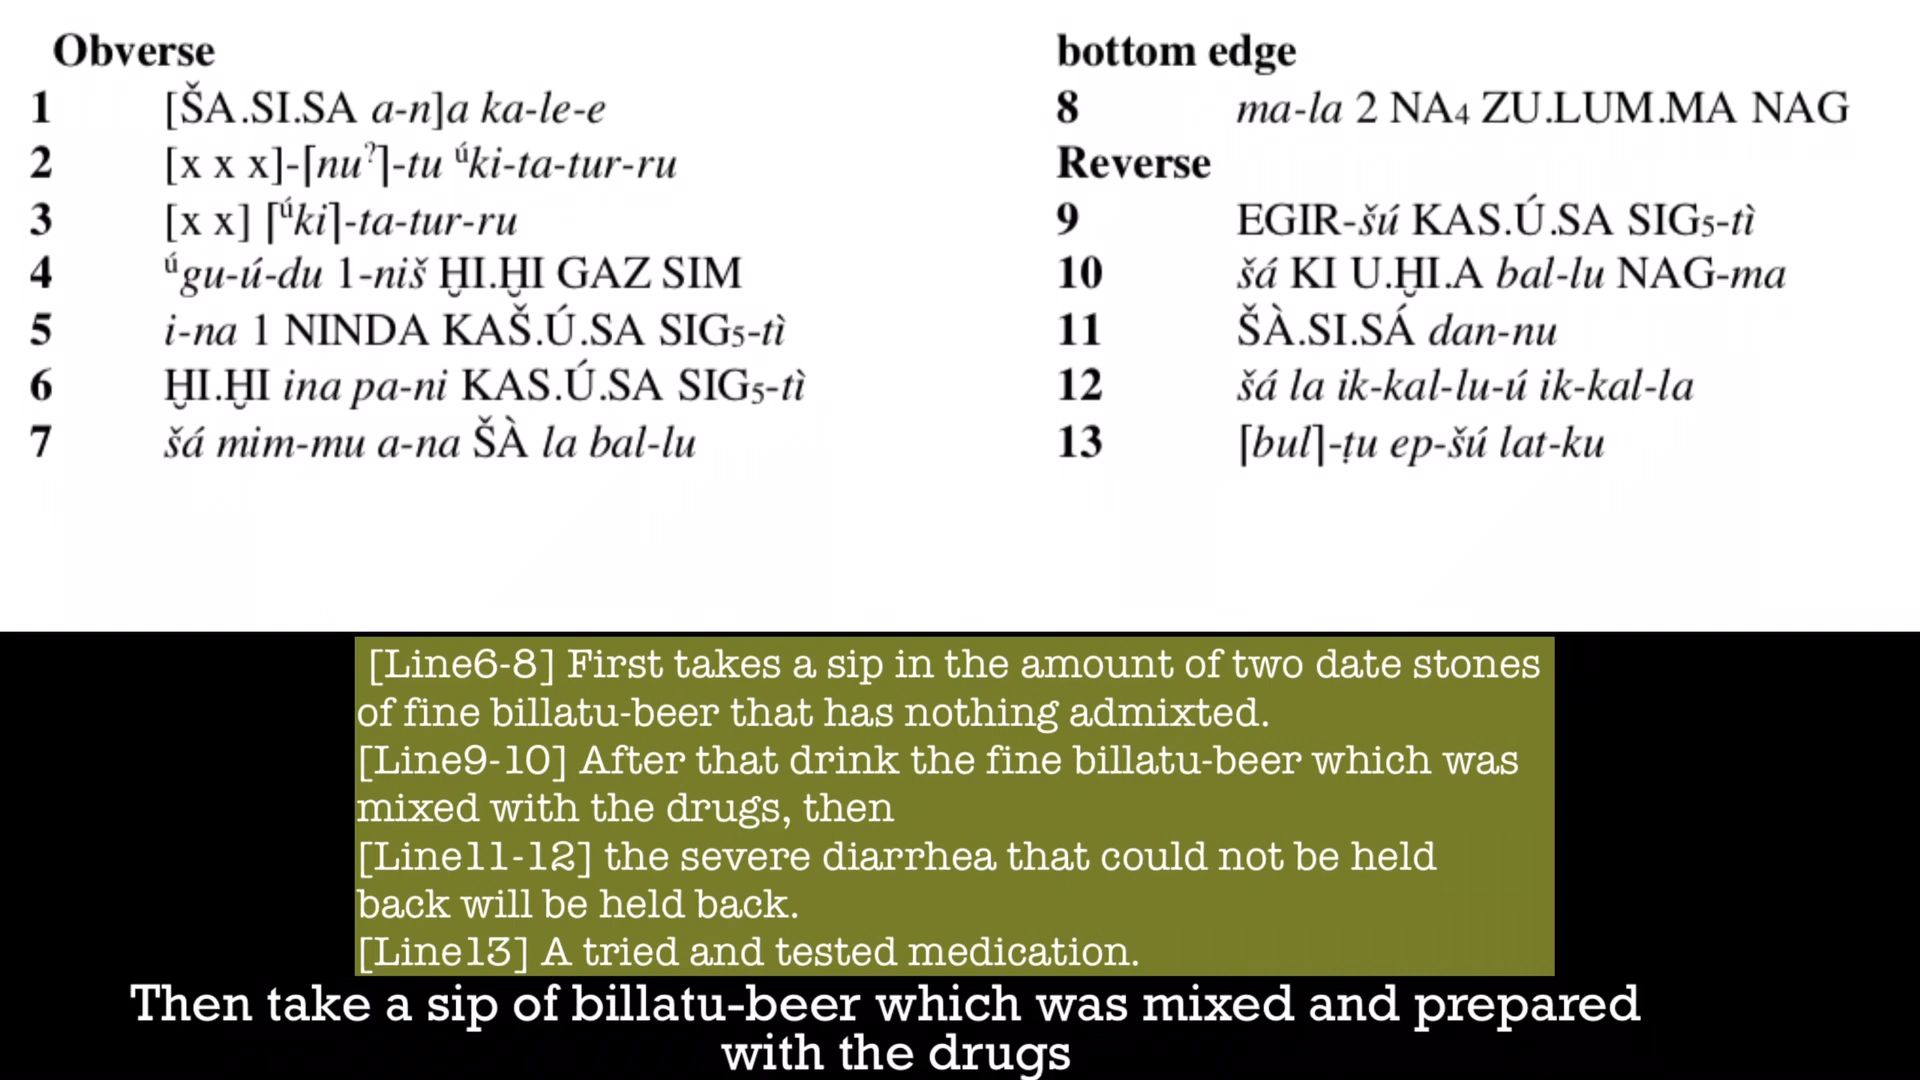 Obverse
1 [ŠA.SI.SA a-n]a ka-le-e
2 [x x x]-⌈nu?⌉-tu úki-ta-tur-ru
3 [x x] ⌈úki⌉-ta-tur-ru
4 úgu-ú-du 1-niš ḪI.ḪI GAZ SIM
5 i-na 1 NINDA KAŠ.Ú.SA SIG5-tì
6 ḪI.ḪI ina pa-ni KAS.Ú.SA SIG5-tì
7 šá mim-mu a-na ŠÀ la bal-lu
bottom edge
8 ma-la 2 NA4 ZU.LUM.MA NAG
Reverse
9 EGIR-šú KAS.Ú.SA SIG5-tì
10 šá KI U.ḪI.A bal-lu NAG-ma
11 ŠÀ.SI.SÁ dan-nu
12 šá la ik-kal-lu-ú ik-kal-la
13 ⌈bul⌉-ṭu ep-šú lat-ku
[Line6-8] First takes a sip in the amount of two date stones
of fine billatu-beer that has nothing admixted.
[Line9-10] After that drink the fine billatu-beer which was
mixed with the drugs, then
[Line11-12] the severe diarrhea that could not be held
back will be held back.
[Line13] A tried and tested medication.
Then take a sip of billatu-beer which was mixed and prepared
with the drugs